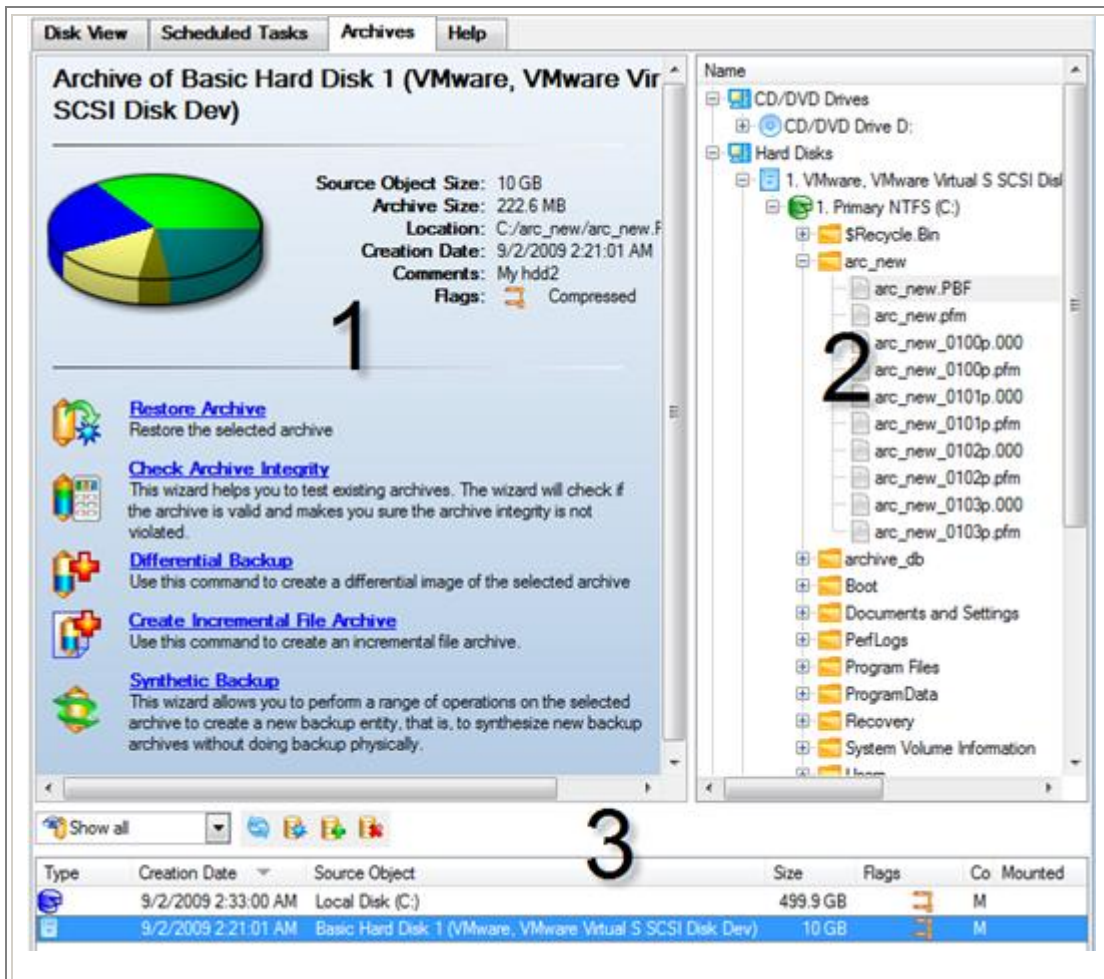 Disk View Scheduled Tasks Archives Help
Archive of Basic Hard Disk 1 (VMware, VMware Vir
SCSI Disk Dev)
Source Object Size: 10 GB
Archive Size: 222.6 MB
Location: C:/arc_new/arc_new.F
Creation Date: 9/2/2009 2:21:01 AM
Comments: My hdd2
Flags: Compressed
1
Restore Archive
Restore the selected archive
Check Archive Integrity
This wizard helps you to test existing archives. The wizard will check if
the archive is valid and makes you sure the archive integrity is not
violated.
Differential Backup
Use this command to create a differential image of the selected archive
Create Incremental File Archive
Use this command to create an incremental file archive.
Synthetic Backup
This wizard allows you to perform a range of operations on the selected
archive to create a new backup entity, that is, to synthesize new backup
archives without doing backup physically.
Name
CD/DVD Drives
CD/DVD Drive D:
Hard Disks
1. VMware, VMware Virtual S SCSI Disl
1. Primary NTFS (C:)
$Recycle.Bin
arc_new
arc_new.PBF
arc_new.pfm
arc_new_0100p.000
arc_new_0100p.pfm
arc_new_0101p.000
arc_new_0101p.pfm
arc_new_0102p.000
arc_new_0102p.pfm
arc_new_0103p.000
arc_new_0103p.pfm
2
archive_db
Boot
Documents and Settings
PerfLogs
Program Files
ProgramData
Recovery
System Volume Information
Users
Show all
3
Type Creation Date Source Object Size Flags Co Mounted
9/2/2009 2:33:00 AM Local Disk (C:) 499.9 GB M
9/2/2009 2:21:01 AM Basic Hard Disk 1 (VMware, VMware Virtual S SCSI Disk Dev) 10 GB M